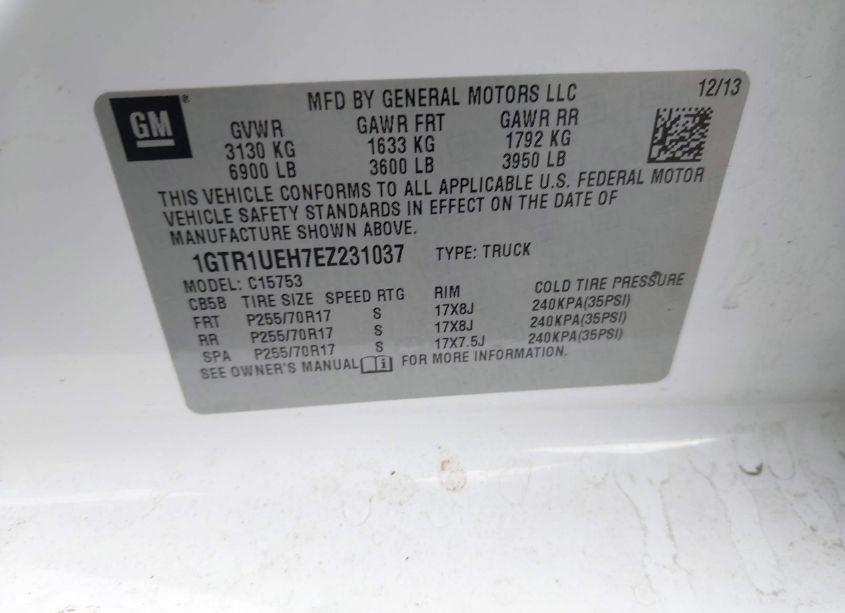 GM ® MFD BY GENERAL MOTORS LLC 12/13
GVWR GAWR FRT GAWR RR
3130 KG 1633 KG 1792 KG
6900 LB 3600 LB 3950 LB
THIS VEHICLE CONFORMS TO ALL APPLICABLE U.S. FEDERAL MOTOR
VEHICLE SAFETY STANDARDS IN EFFECT ON THE DATE OF
MANUFACTURE SHOWN ABOVE.
1GTR1UEH7EZ231037 TYPE: TRUCK
MODEL: C15753
CB5B TIRE SIZE SPEED RTG RIM COLD TIRE PRESSURE
FRT P255/70R17 S 17X8J 240KPA(35PSI)
RR P255/70R17 S 17X8J 240KPA(35PSI)
SPA P255/70R17 S 17X7.5J 240KPA(35PSI)
SEE OWNER'S MANUAL FOR MORE INFORMATION.